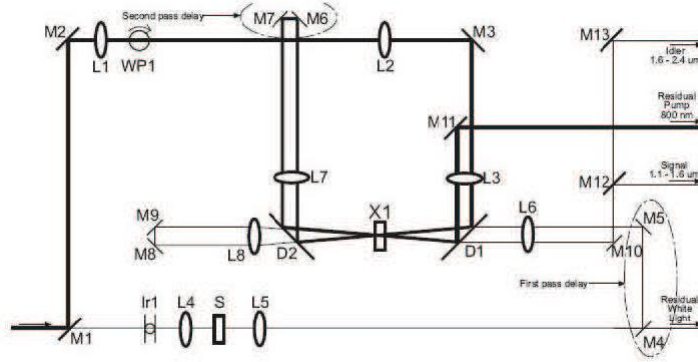 Second pass delay
M7
M6
M2
M3
M13
L1
WP1
L2
Idler
1.6 - 2.4 um
Residual
Pump
800 nm
M11
Signal
1.1 - 1.6 um
L7
L3
M12
X1
M9
L6
M5
M8
L8
D2
D1
M10
First pass delay
Ir1
L4
S
L5
Residual
White
Light
M1
M4